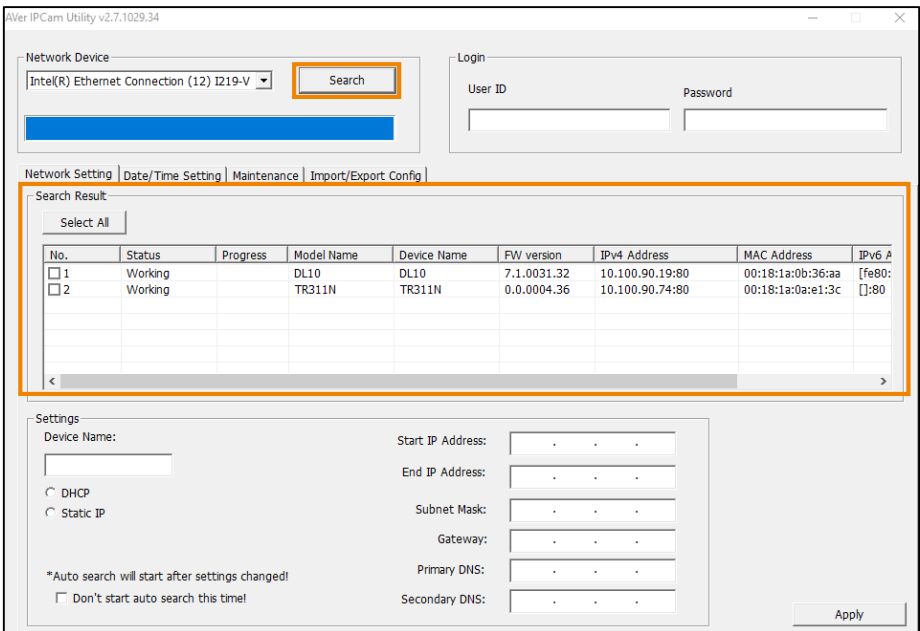 AVer IPCam Utility v2.7.1029.34
Network Device
Intel(R) Ethernet Connection (12) I219-V
Search
Login
User ID
Password
Network Setting Date/Time Setting Maintenance Import/Export Config
Search Result
Select All
No. Status Progress Model Name Device Name FW version IPv4 Address MAC Address IPv6 A
1 Working DL10 DL10 7.1.0031.32 10.100.90.19:80 00:18:1a:0b:36:aa [fe80:
2 Working TR311N TR311N 0.0.0004.36 10.100.90.74:80 00:18:1a:0a:e1:3c []:80
Settings
Device Name:
DHCP
Static IP
*Auto search will start after settings changed!
Don't start auto search this time!
Start IP Address:
End IP Address:
Subnet Mask:
Gateway:
Primary DNS:
Secondary DNS:
Apply